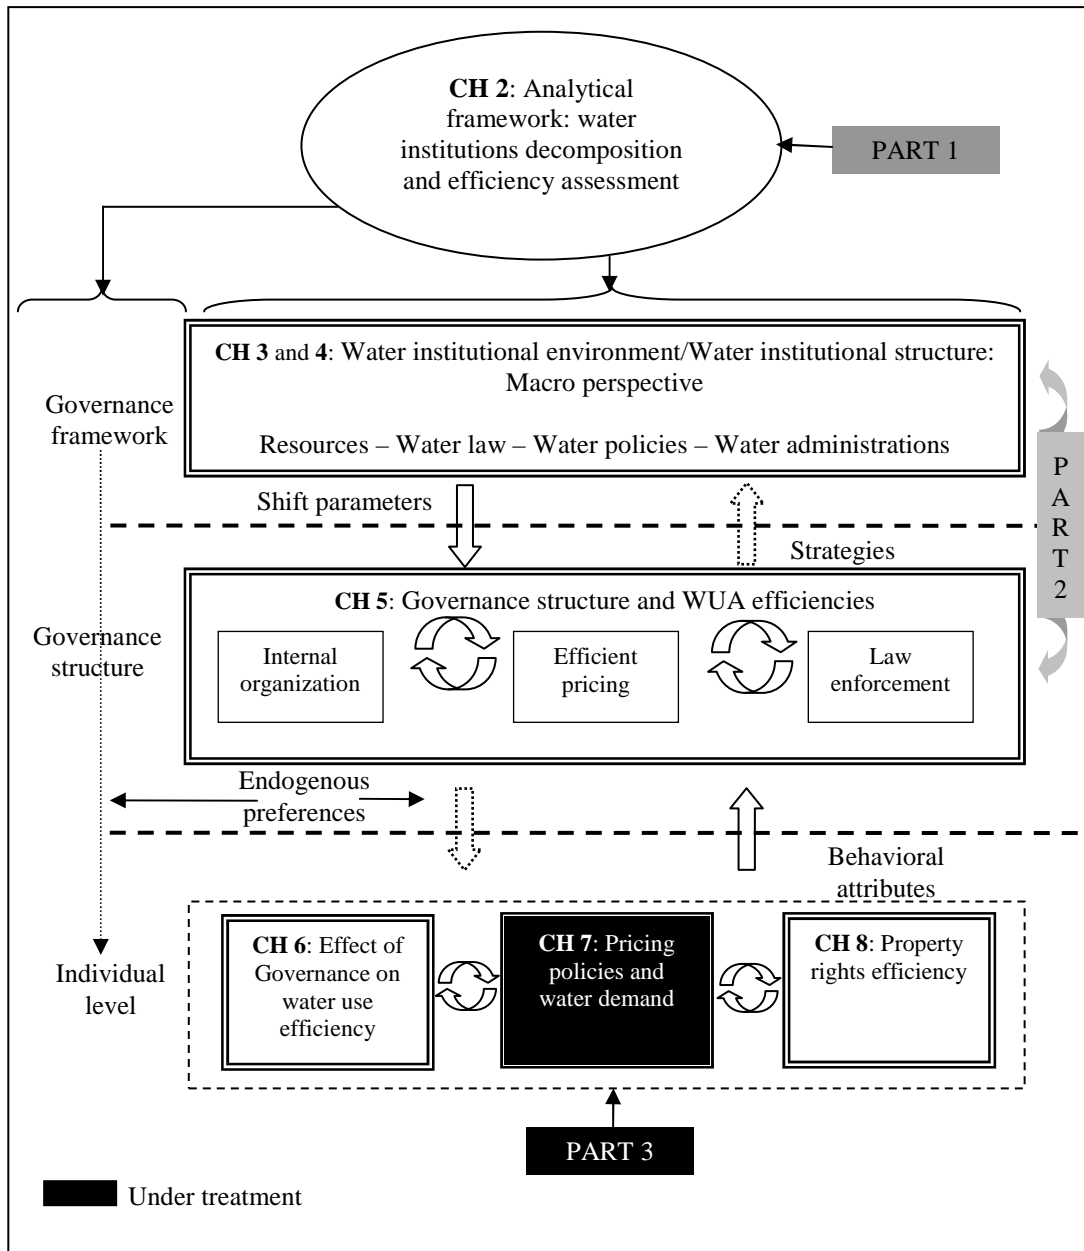 CH 2: Analytical
framework: water
institutions decomposition
and efficiency assessment
PART 1
CH 3 and 4: Water institutional environment/Water institutional structure:
Macro perspective
Resources – Water law – Water policies – Water administrations
Governance
framework
P
A
R
T
2
Shift parameters
Strategies
CH 5: Governance structure and WUA efficiencies
Internal
organization
Efficient
pricing
Law
enforcement
Governance
structure
Endogenous
preferences
Behavioral
attributes
CH 6: Effect of
Governance on
water use
efficiency
CH 7: Pricing
policies and
water demand
CH 8: Property
rights efficiency
Individual
level
PART 3
Under treatment